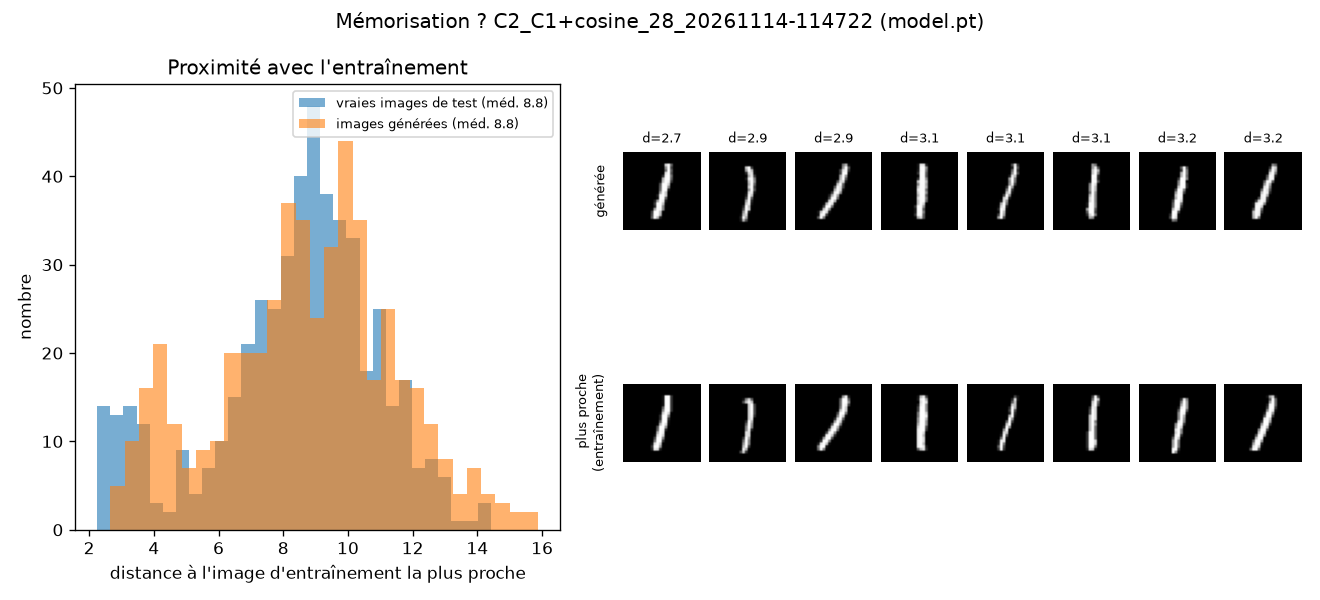 Mémorisation ? C2_C1+cosine_28_20261114-114722 (model.pt)
Proximité avec l'entraînement
vraies images de test (méd. 8.8)
images générées (méd. 8.8)
nombre
50
40
30
20
10
0
2 4 6 8 10 12 14 16
distance à l'image d'entraînement la plus proche
d=2.7 d=2.9 d=2.9 d=3.1 d=3.1 d=3.1 d=3.2 d=3.2
générée
plus proche
(entraînement)